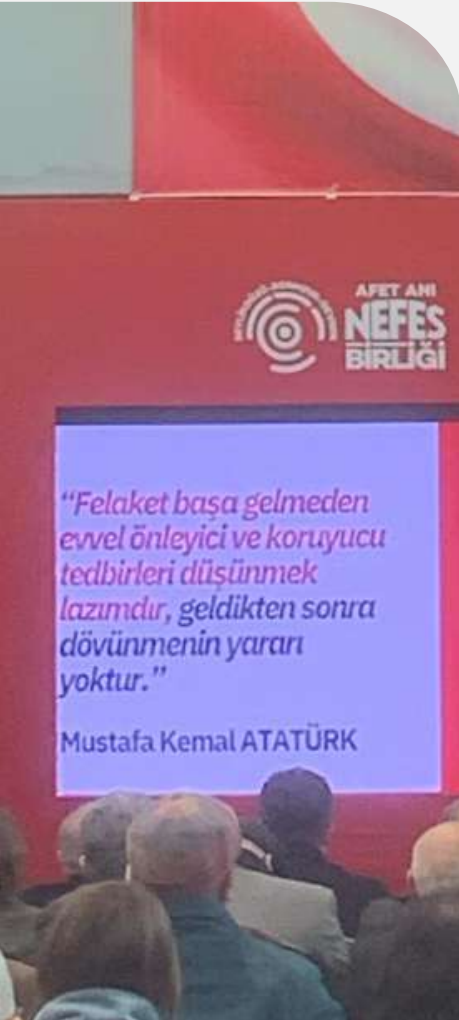 AFET ANI
NEFES
BİRLİĞİ
“Felaket başa gelmeden
evvel önleyici ve koruyucu
tedbirleri düşünmek
lazımdır, geldikten sonra
dövünmenin yararı
yoktur.”
Mustafa Kemal ATATÜRK